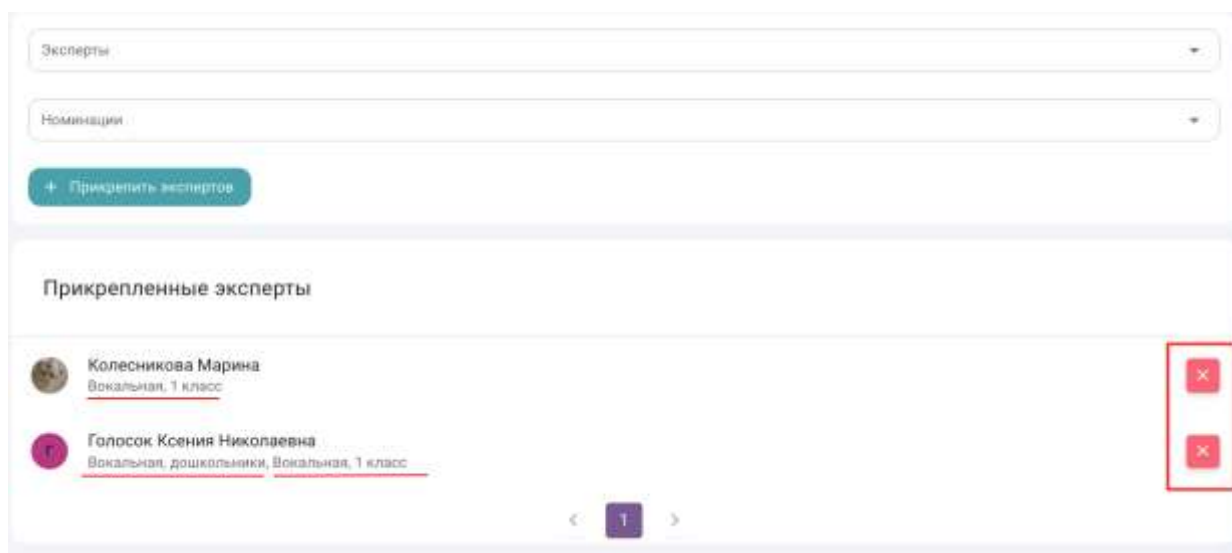 Эксперты
Номинации
+ Прикрепить экспертов
Прикрепленные эксперты
Колесникова Марина
Вокальная, 1 класс
Г
Голосок Ксения Николаевна
Вокальная, дошкольники, Вокальная, 1 класс
< 1 >